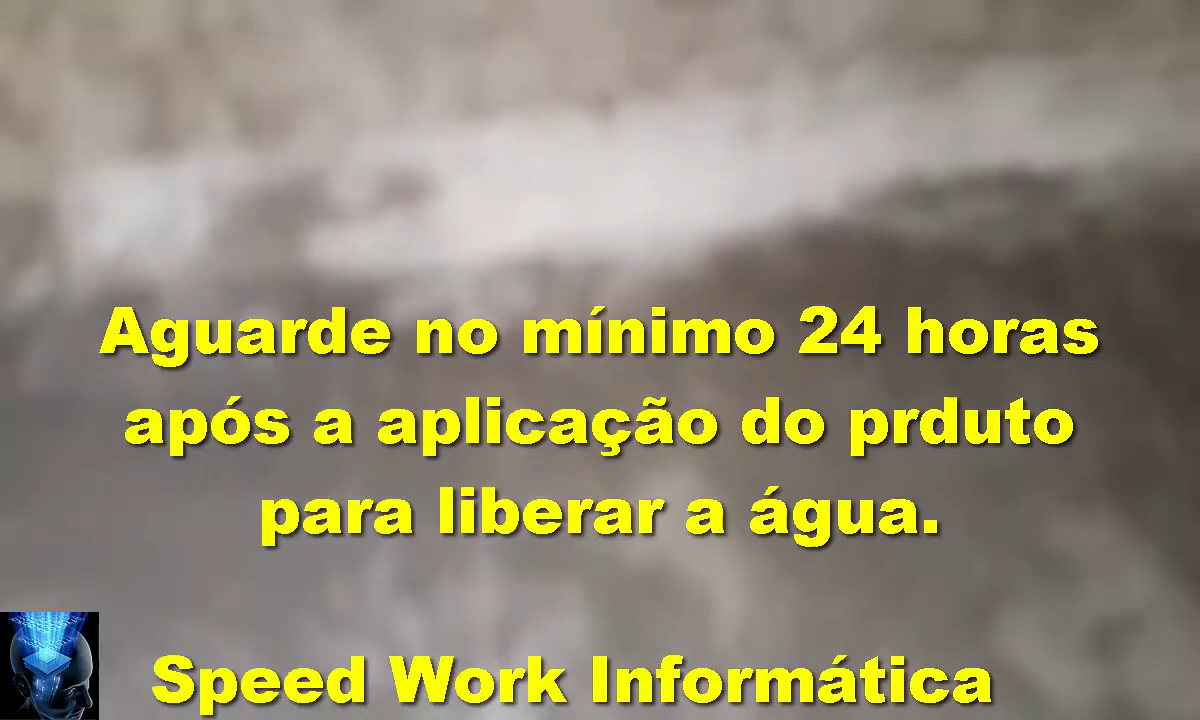 Aguarde no mínimo 24 horas
após a aplicação do prduto
para liberar a água.
Speed Work Informática